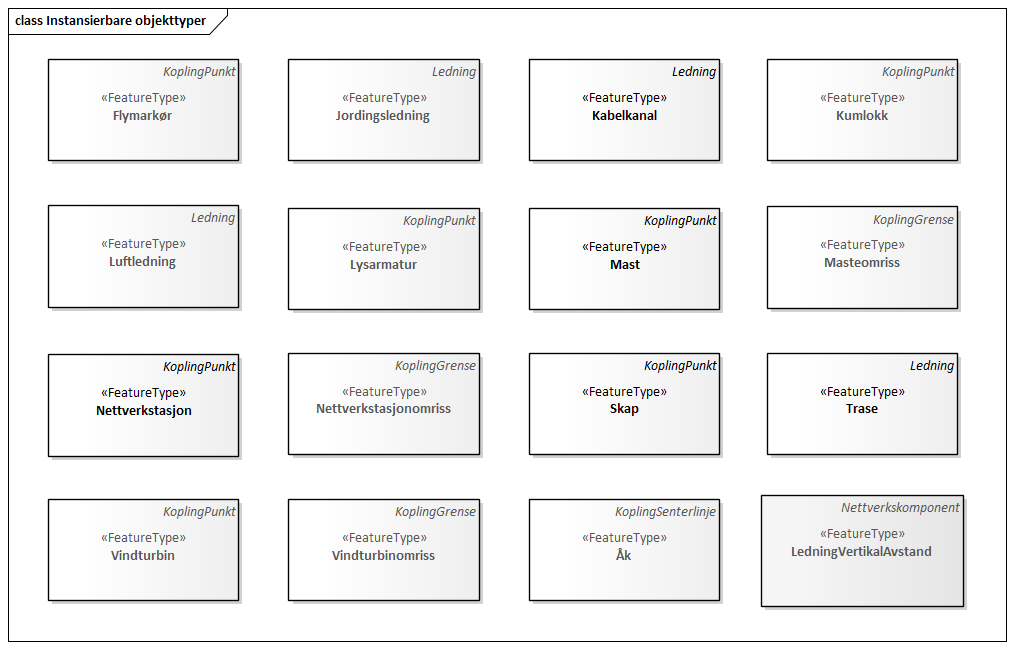 class Instansierbare objekttyper
KoplingPunkt
«FeatureType»
Flymarkør
Ledning
«FeatureType»
Jordingsledning
Ledning
«FeatureType»
Kabelkanal
KoplingPunkt
«FeatureType»
Kumlokk
Ledning
«FeatureType»
Luftledning
KoplingPunkt
«FeatureType»
Lysarmatur
KoplingPunkt
«FeatureType»
Mast
KoplingGrense
«FeatureType»
Masteomriss
KoplingPunkt
«FeatureType»
Nettverkstasjon
KoplingGrense
«FeatureType»
Nettverkstasjonomriss
KoplingPunkt
«FeatureType»
Skap
Ledning
«FeatureType»
Trase
KoplingPunkt
«FeatureType»
Vindturbin
KoplingGrense
«FeatureType»
Vindturbinomriss
KoplingSenterlinje
«FeatureType»
Åk
Nettverkskomponent
«FeatureType»
LedningVertikalAvstand